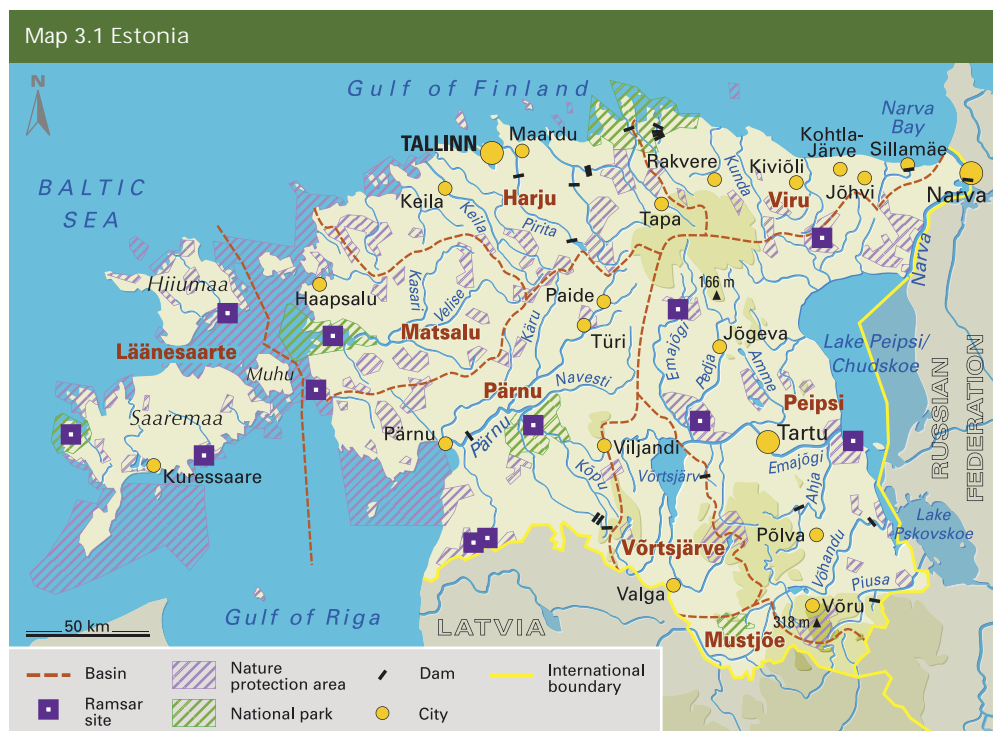 Map 3.1 Estonia
N
Gulf of Finland
BALTIC
SEA
TALLINN
Maardu
Narva
Bay
Kohtla-
Järve
Sillamäe
Rakvere
Kunda
Kiviõli
Jõhvi
Narva
Keila
Keila
Harju
Viru
Tapa
Pirita
Narva
Hjiumaa
Haapsalu
Kasari
Velise
Paide
166 m
Käru
Türi
Matsalu
Emajõgi
Pedia
Jõgeva
Lake Peipsi/
Chudskoe
Läänesaarte
Muhu
Amme
Navesti
Pärnu
Peipsi
Saaremaa
Pärnu
Pärnu
Viljandi
Tartu
RUSSIAN
FEDERATION
Kuressaare
Kõpu
Võrtsjärv
Emajõgi
Ahja
Lake
Pskovskoe
Põlva
Võhandu
Võrtsjärve
Valga
Piusa
Võru
318 m
Gulf of Riga
LATVIA
Mustjõe
50 km
Basin
Nature
protection area
Dam
International
boundary
Ramsar
site
National park
City